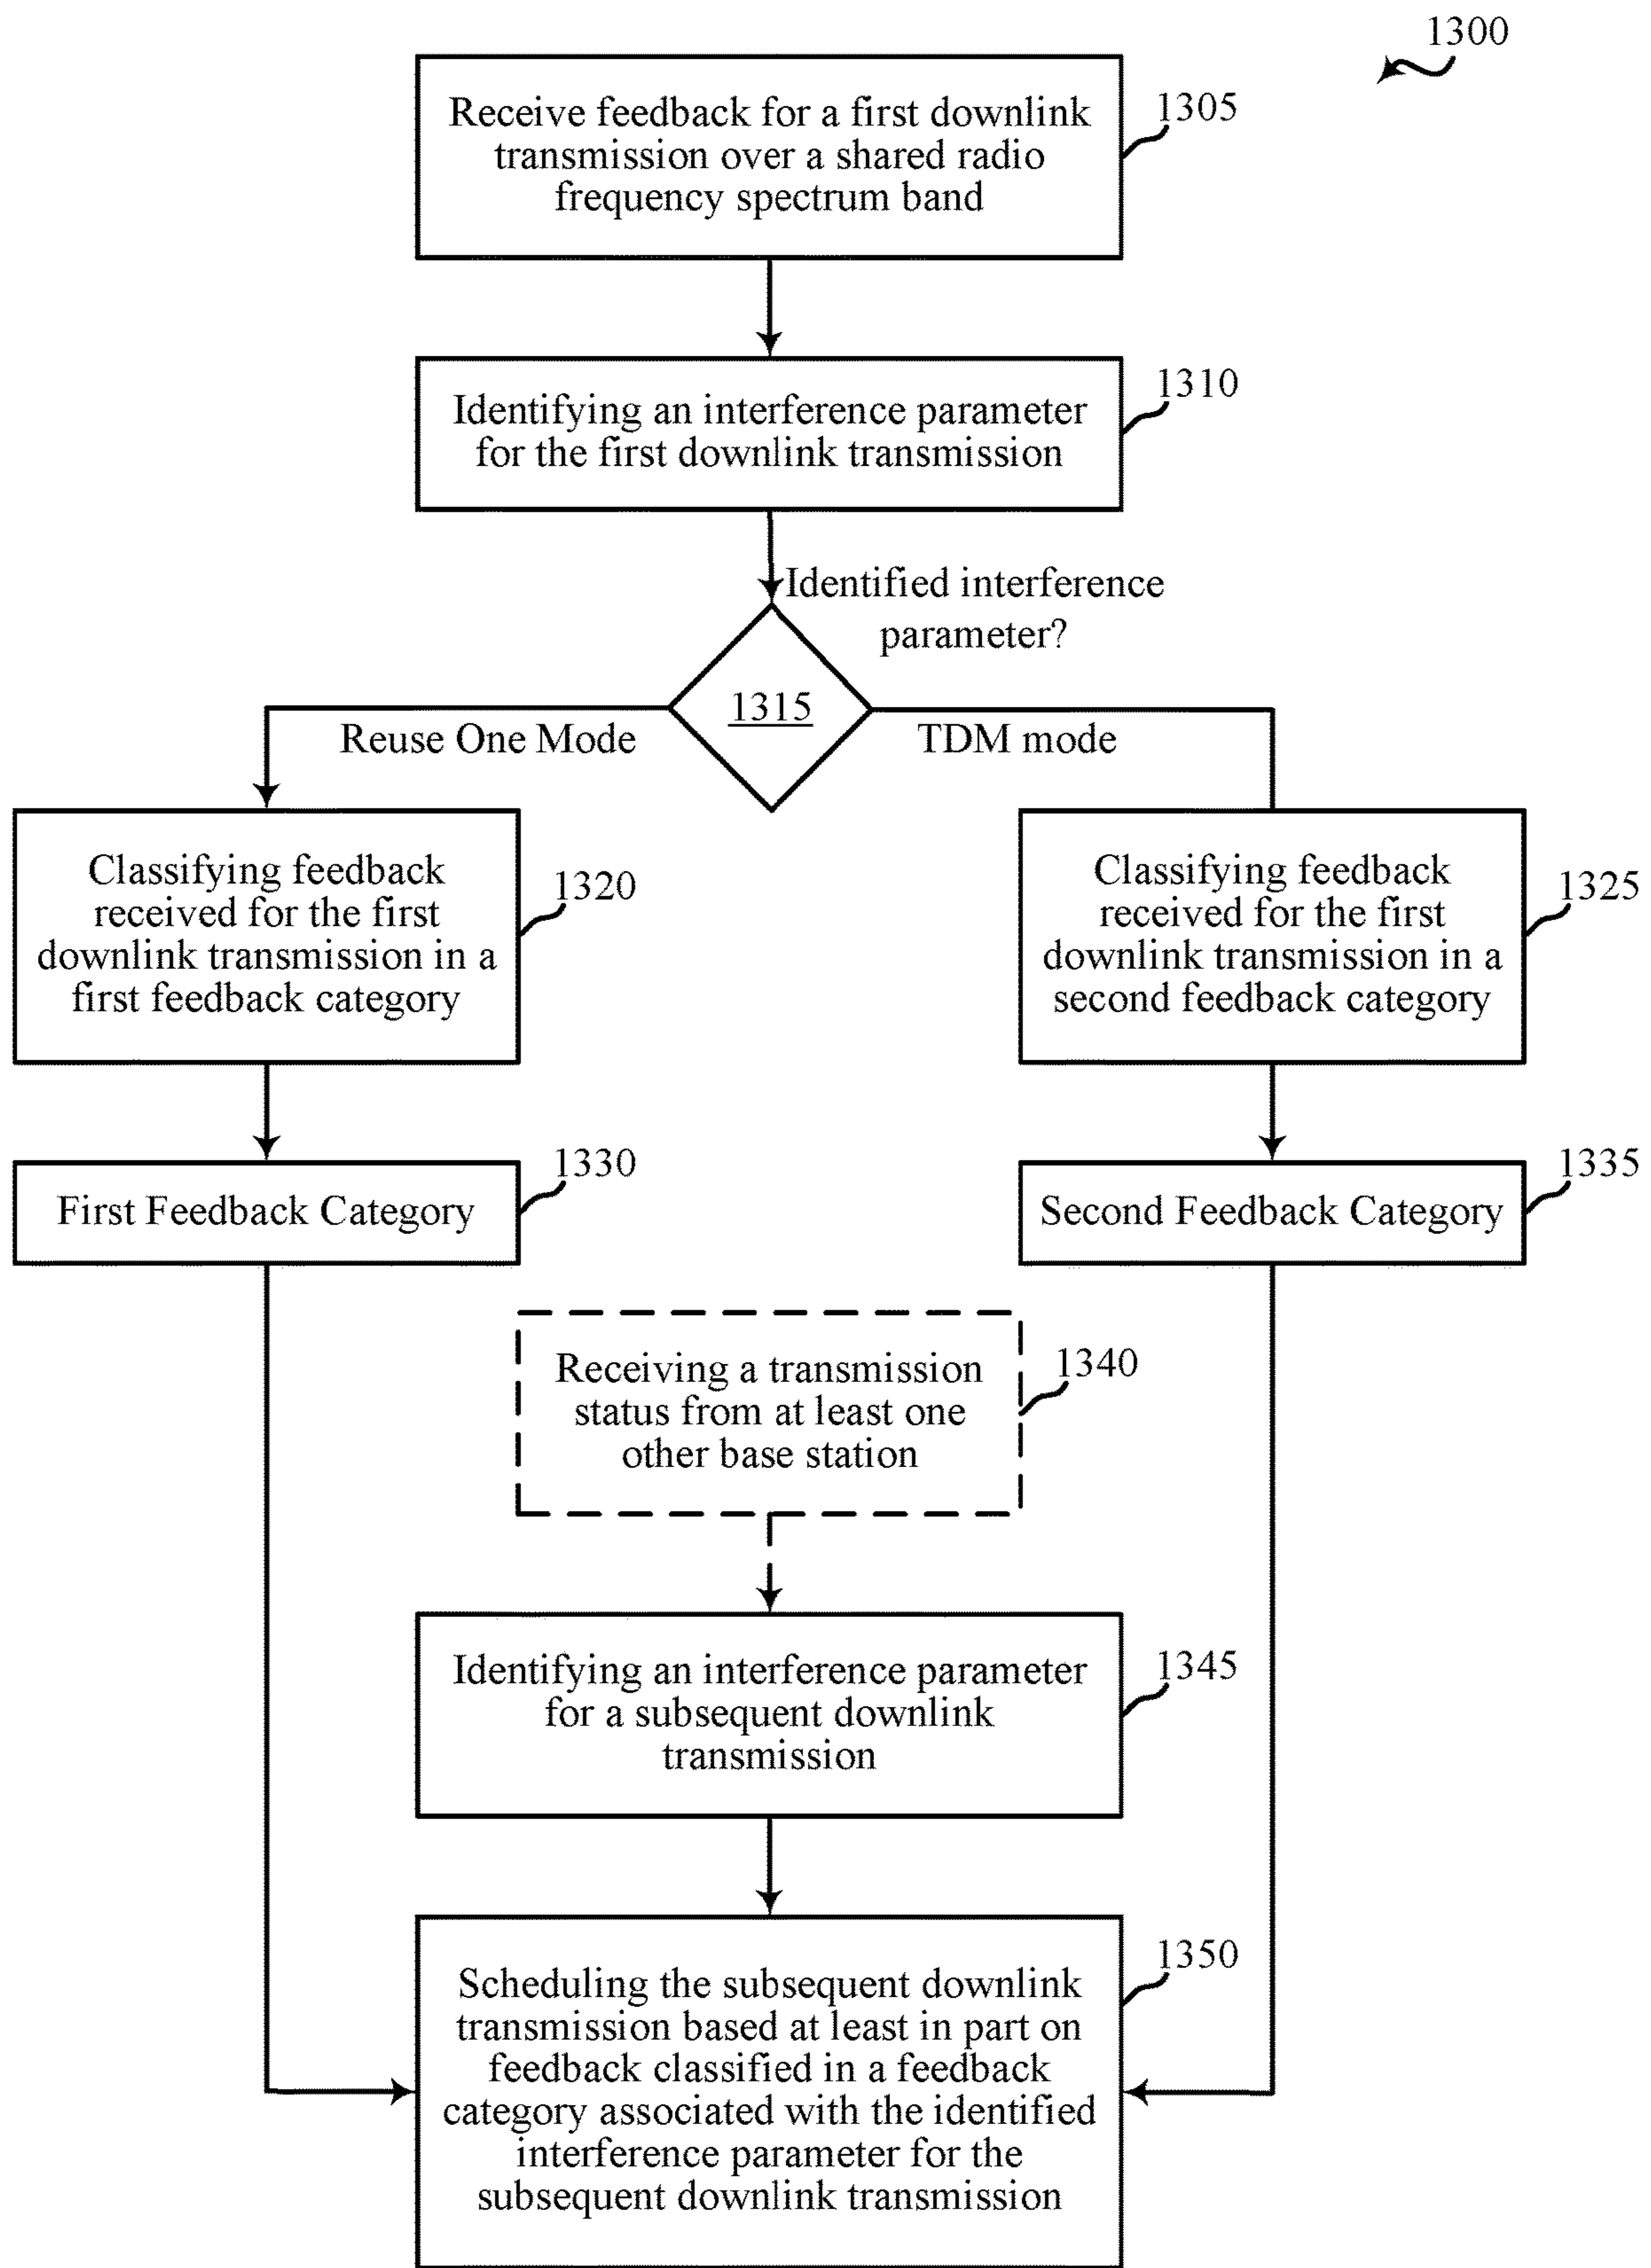 1300
Receive feedback for a first downlink
transmission over a shared radio
frequency spectrum band
1305
Identifying an interference parameter
for the first downlink transmission
1310
Identified interference
parameter?
1315
Reuse One Mode
TDM mode
Classifying feedback
received for the first
downlink transmission in a
first feedback category
1320
Classifying feedback
received for the first
downlink transmission in a
second feedback category
1325
First Feedback Category
1330
Second Feedback Category
1335
Receiving a transmission
status from at least one
other base station
1340
Identifying an interference parameter
for a subsequent downlink
transmission
1345
Scheduling the subsequent downlink
transmission based at least in part on
feedback classified in a feedback
category associated with the identified
interference parameter for the
subsequent downlink transmission
1350